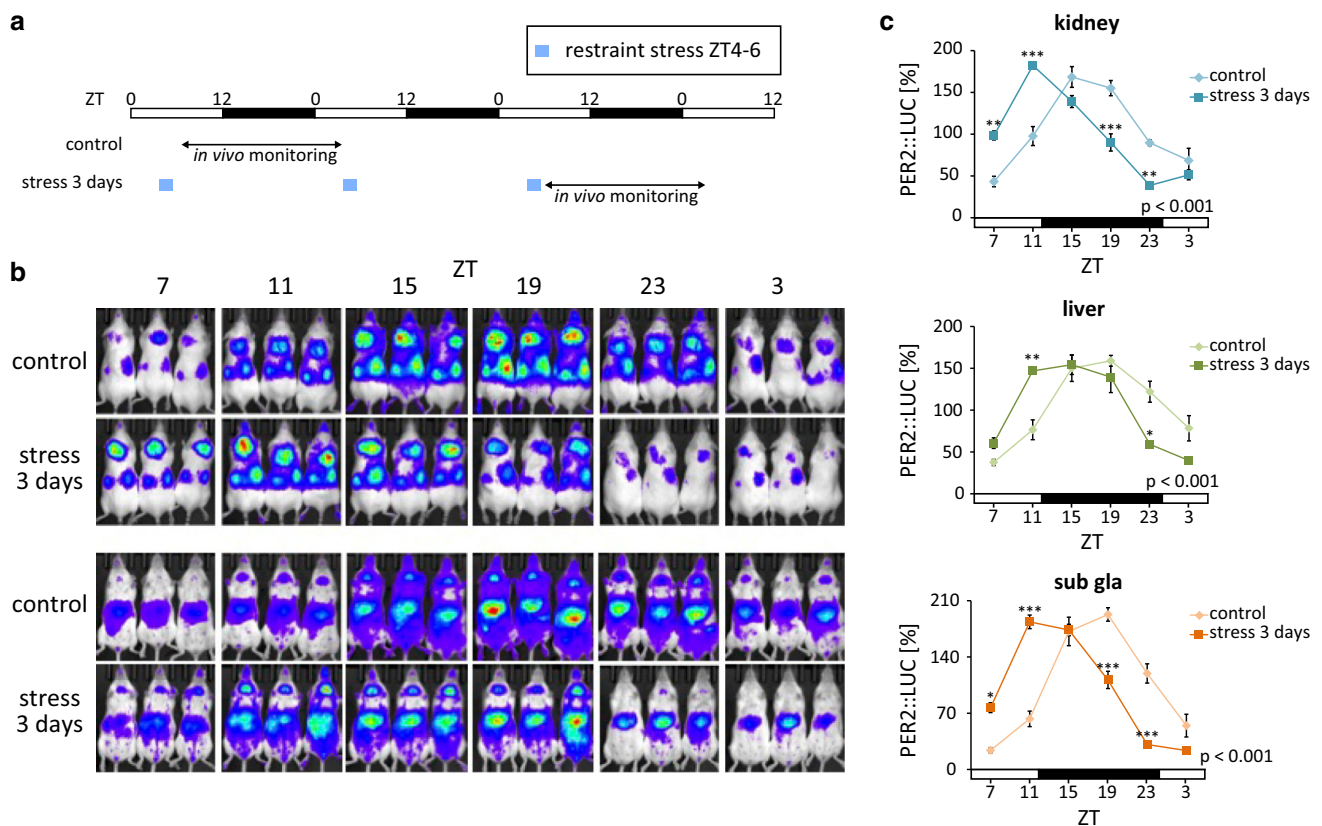 a
restraint stress ZT4-6
ZT 0 12 0 12 0 12 0 12
control
in vivo monitoring
stress 3 days
in vivo monitoring
b
ZT
7 11 15 19 23 3
control
stress
3 days
control
stress
3 days
c
kidney
200
150
100
50
0
PER2::LUC [%]
control
stress 3 days
**
***
***
**
p < 0.001
7 11 15 19 23 3
ZT
liver
200
150
100
50
0
PER2::LUC [%]
control
stress 3 days
**
*
p < 0.001
7 11 15 19 23 3
ZT
sub gla
210
140
70
0
PER2::LUC [%]
control
stress 3 days
*
***
***
***
p < 0.001
7 11 15 19 23 3
ZT